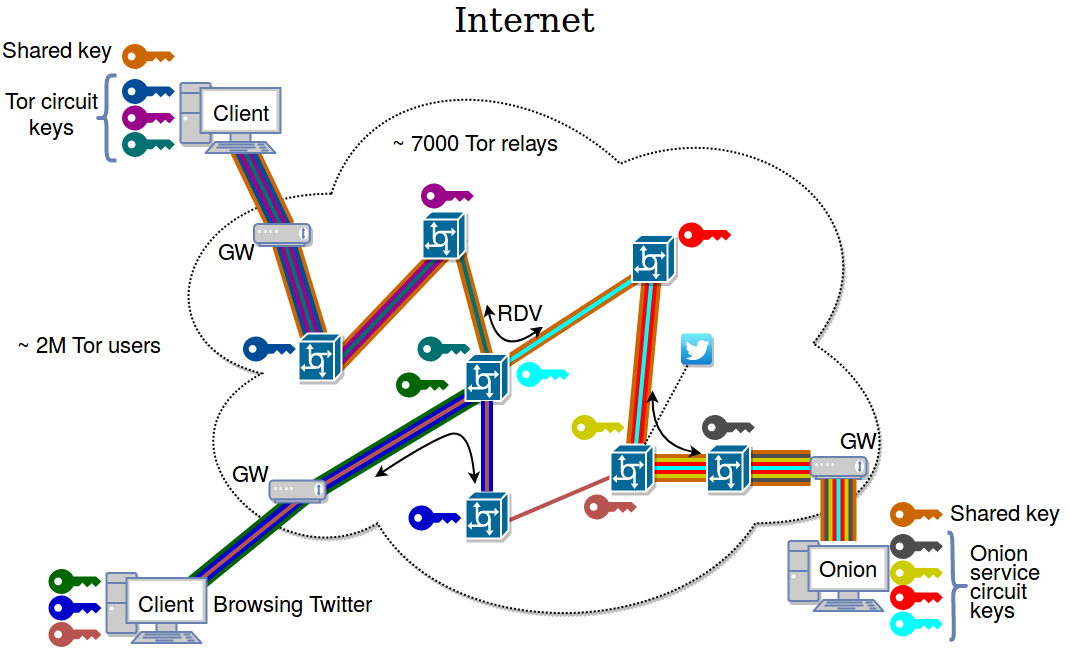 Internet
Shared key
Tor circuit
keys
Client
~ 7000 Tor relays
GW
RDV
~ 2M Tor users
GW
GW
Shared key
Onion
service
circuit
keys
Onion
Client
Browsing Twitter